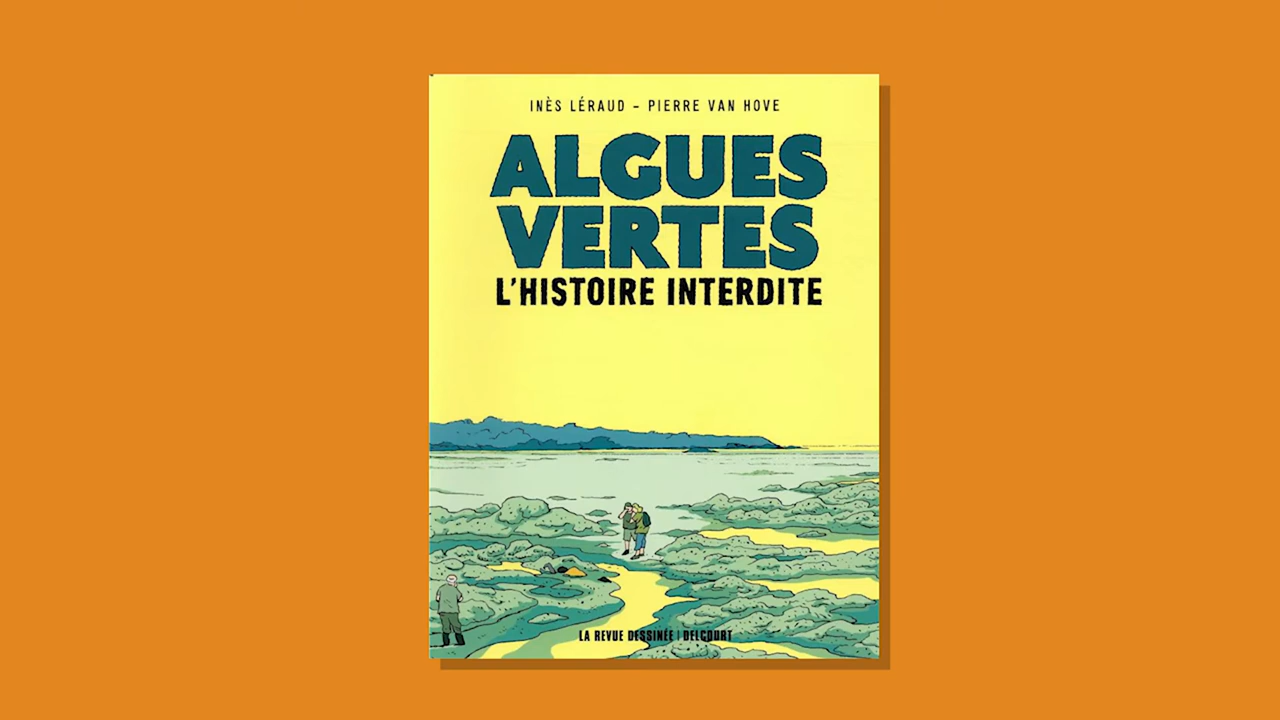 INÈS LÉRAUD – PIERRE VAN HOVE
ALGUES
VERTES
L'HISTOIRE INTERDITE
LA REVUE DESSINÉE | DELCOURT